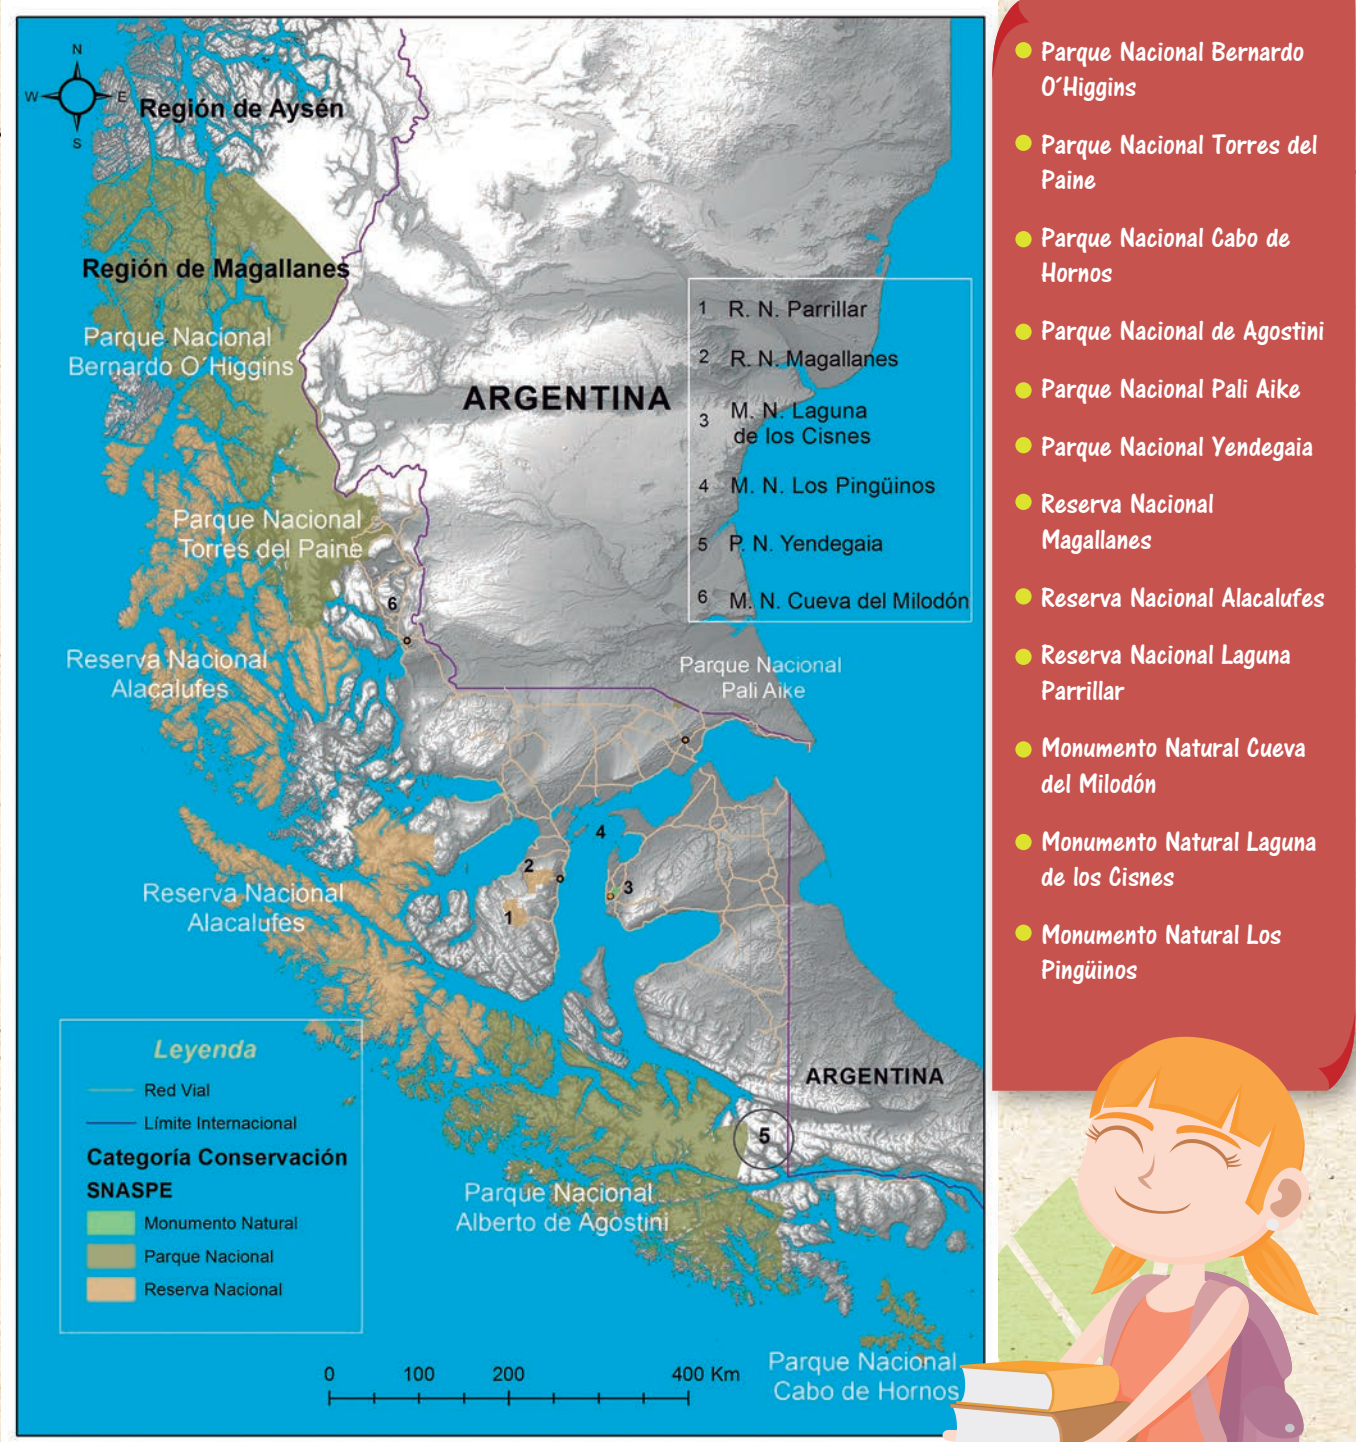 N
W
E
S
Región de Aysén
Región de Magallanes
Parque Nacional
Bernardo O´Higgins
ARGENTINA
1 R. N. Parrillar
2 R. N. Magallanes
3 M. N. Laguna
de los Cisnes
4 M. N. Los Pingüinos
5 P. N. Yendegaia
6 M. N. Cueva del Milodón
Parque Nacional
Torres del Paine
6
Reserva Nacional
Alacalufes
Parque Nacional
Pali Aike
4
2
3
1
Reserva Nacional
Alacalufes
ARGENTINA
5
Parque Nacional
Alberto de Agostini
Parque Nacional
Cabo de Hornos
Leyenda
Red Vial
Límite Internacional
Categoría Conservación
SNASPE
Monumento Natural
Parque Nacional
Reserva Nacional
0 100 200 400 Km
Parque Nacional Bernardo
O´Higgins
Parque Nacional Torres del
Paine
Parque Nacional Cabo de
Hornos
Parque Nacional de Agostini
Parque Nacional Pali Aike
Parque Nacional Yendegaia
Reserva Nacional
Magallanes
Reserva Nacional Alacalufes
Reserva Nacional Laguna
Parrillar
Monumento Natural Cueva
del Milodón
Monumento Natural Laguna
de los Cisnes
Monumento Natural Los
Pingüinos